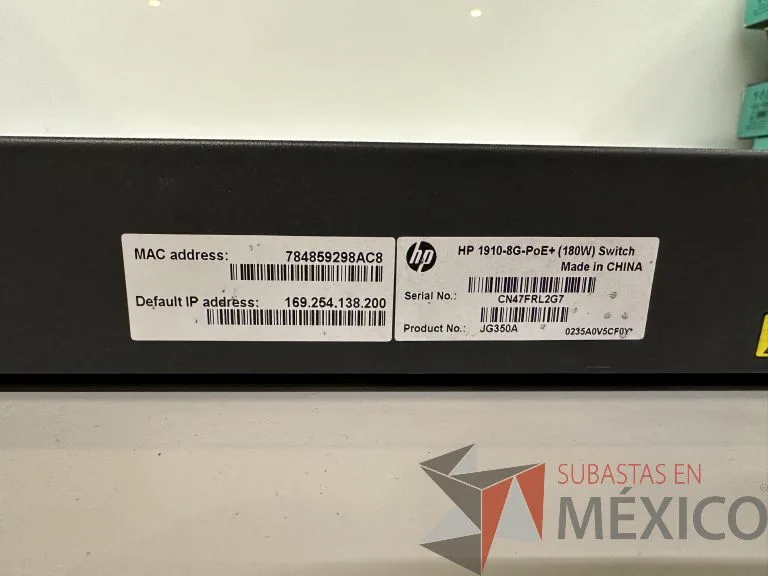 MAC address: 784859298AC8
Default IP address: 169.254.138.200
hp
HP 1910-8G-PoE+ (180W) Switch
Made in CHINA
Serial No.: CN47FRL2G7
Product No.: JG350A 0235A0V5CF0Y*
SUBASTAS EN
MÉXICO